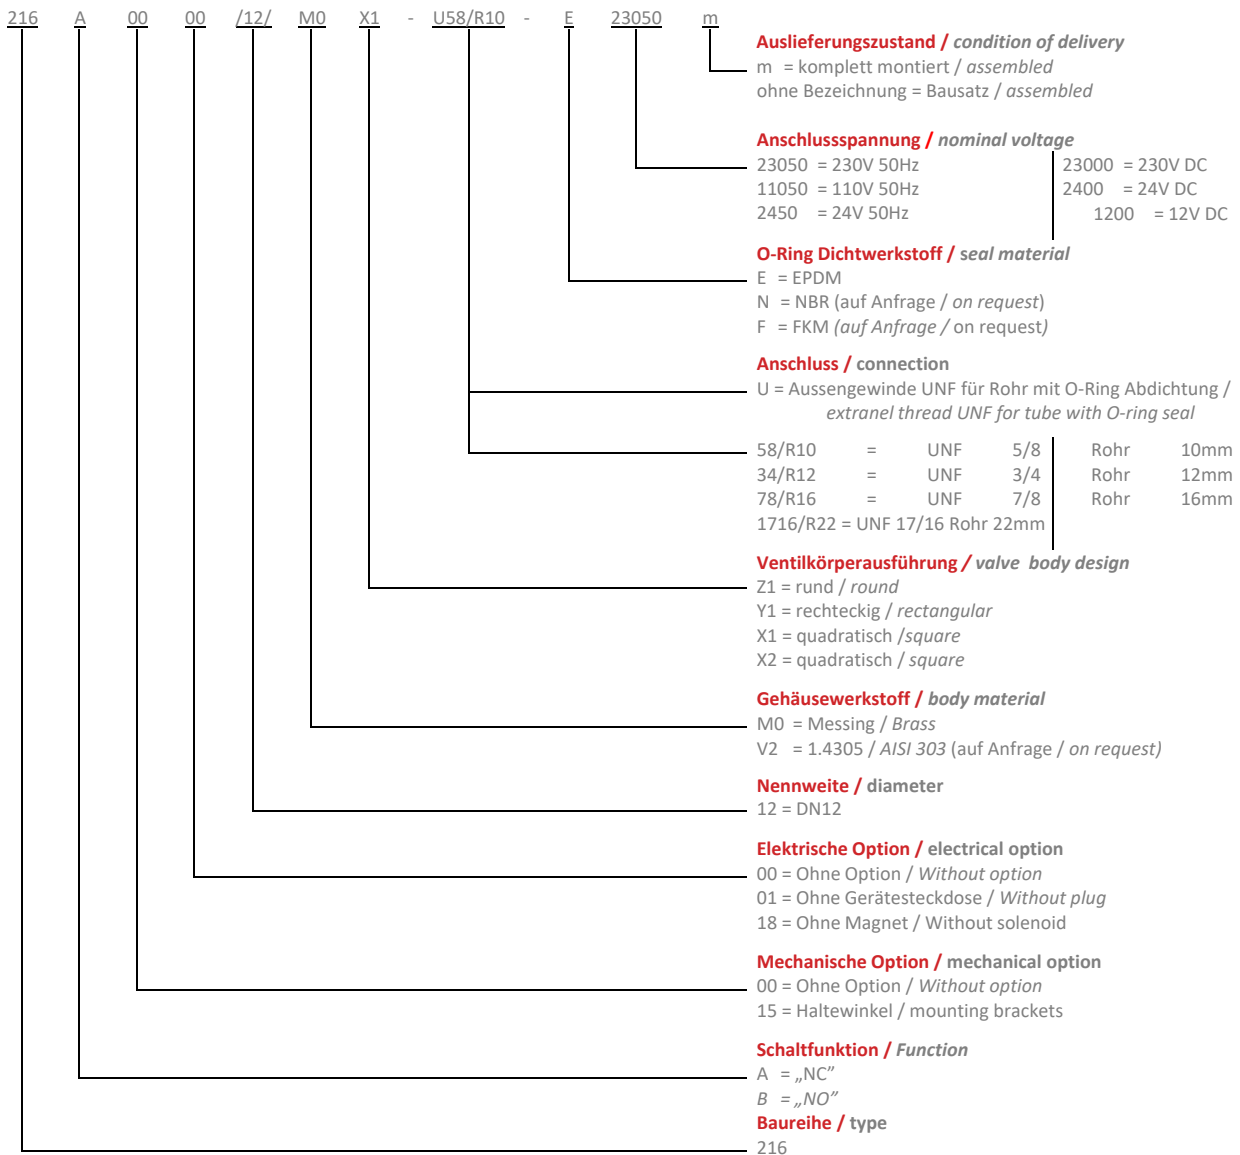 216 A 00 00 /12/ M0 X1 - U58/R10 - E 23050 m
Auslieferungszustand / condition of delivery
m = komplett montiert / assembled
ohne Bezeichnung = Bausatz / assembled
Anschlussspannung / nominal voltage
23050 = 230V 50Hz 23000 = 230V DC
11050 = 110V 50Hz 2400 = 24V DC
2450 = 24V 50Hz 1200 = 12V DC
O-Ring Dichtwerkstoff / seal material
E = EPDM
N = NBR (auf Anfrage / on request)
F = FKM (auf Anfrage / on request)
Anschluss / connection
U = Aussengewinde UNF für Rohr mit O-Ring Abdichtung /
extranel thread UNF for tube with O-ring seal
58/R10 = UNF 5/8 Rohr 10mm
34/R12 = UNF 3/4 Rohr 12mm
78/R16 = UNF 7/8 Rohr 16mm
1716/R22 = UNF 17/16 Rohr 22mm
Ventilkörperausführung / valve body design
Z1 = rund / round
Y1 = rechteckig / rectangular
X1 = quadratisch /square
X2 = quadratisch / square
Gehäusewerkstoff / body material
M0 = Messing / Brass
V2 = 1.4305 / AISI 303 (auf Anfrage / on request)
Nennweite / diameter
12 = DN12
Elektrische Option / electrical option
00 = Ohne Option / Without option
01 = Ohne Gerätesteckdose / Without plug
18 = Ohne Magnet / Without solenoid
Mechanische Option / mechanical option
00 = Ohne Option / Without option
15 = Haltewinkel / mounting brackets
Schaltfunktion / Function
A = „NC”
B = „NO”
Baureihe / type
216